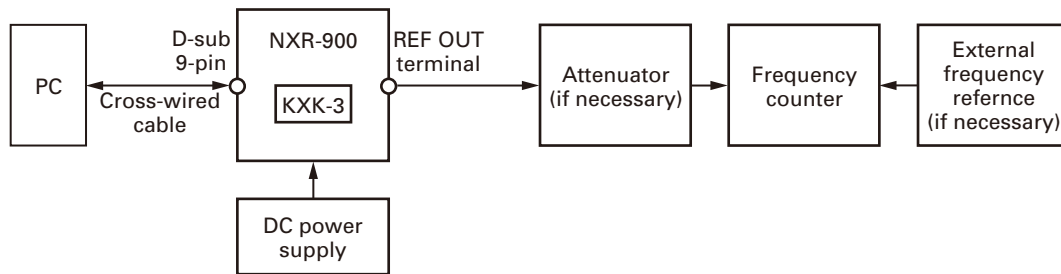 PC
D-sub
9-pin
Cross-wired
cable
NXR-900
KXK-3
REF OUT
terminal
DC power
supply
Attenuator
(if necessary)
Frequency
counter
External
frequency
refernce
(if necessary)